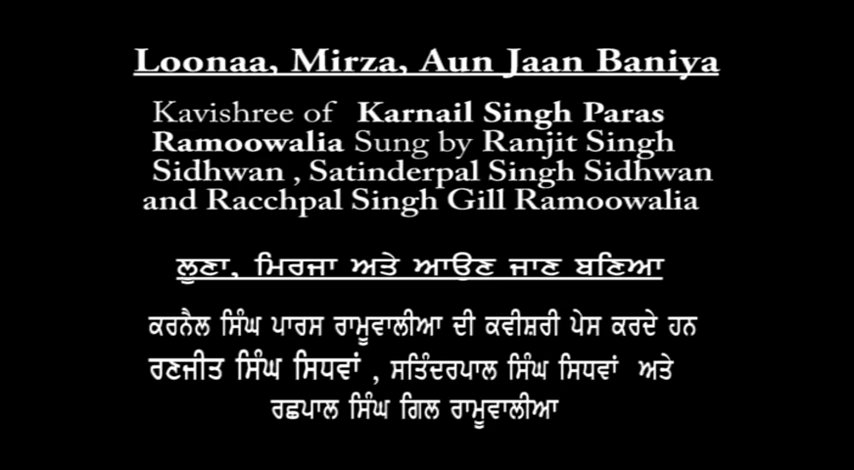 Loonaa, Mirza, Aun Jaan Baniya
Kavishree of Karnail Singh Paras
Ramoowalia Sung by Ranjit Singh
Sidhwan , Satinderpal Singh Sidhwan
and Racchpal Singh Gill Ramoowalia
ਲੂਣਾ, ਮਿਰਜਾ ਅਤੇ ਆਉਣ ਜਾਣ ਬਣਿਆ
ਕਰਨੈਲ ਸਿੰਘ ਪਾਰਸ ਰਾਮੂਵਾਲੀਆ ਦੀ ਕਵੀਸ਼ਰੀ ਪੇਸ ਕਰਦੇ ਹਨ
ਰਣਜੀਤ ਸਿੰਘ ਸਿਧਵਾਂ , ਸਤਿੰਦਰਪਾਲ ਸਿੰਘ ਸਿਧਵਾਂ ਅਤੇ
ਰਛਪਾਲ ਸਿੰਘ ਗਿਲ ਰਾਮੂਵਾਲੀਆ